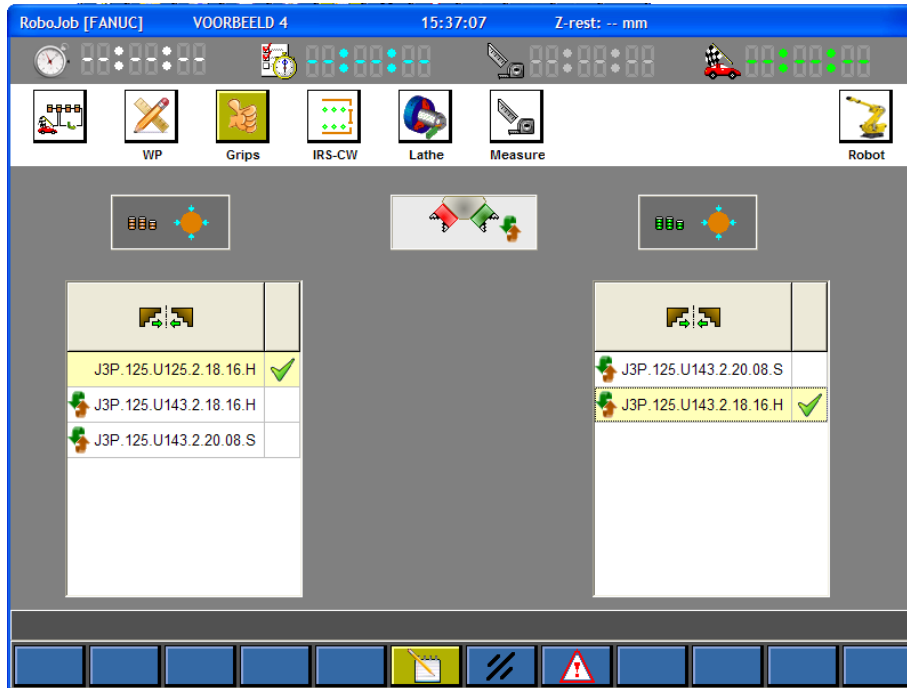 RoboJob [FANUC] VOORBEELD 4 15:37:07 Z-rest: -- mm
WP Grips IRS-CW Lathe Measure Robot
J3P.125.U125.2.18.16.H
J3P.125.U143.2.18.16.H
J3P.125.U143.2.20.08.S
J3P.125.U143.2.20.08.S
J3P.125.U143.2.18.16.H